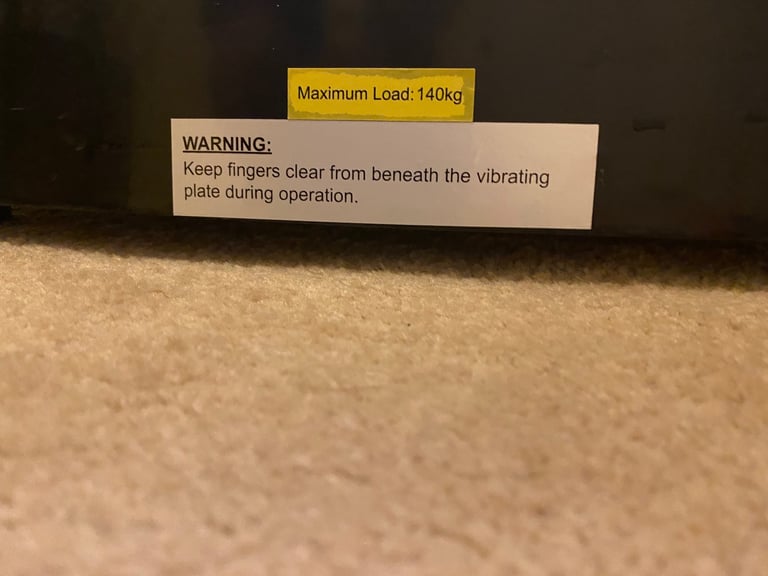 Maximum Load: 140kg
WARNING:
Keep fingers clear from beneath the vibrating
plate during operation.